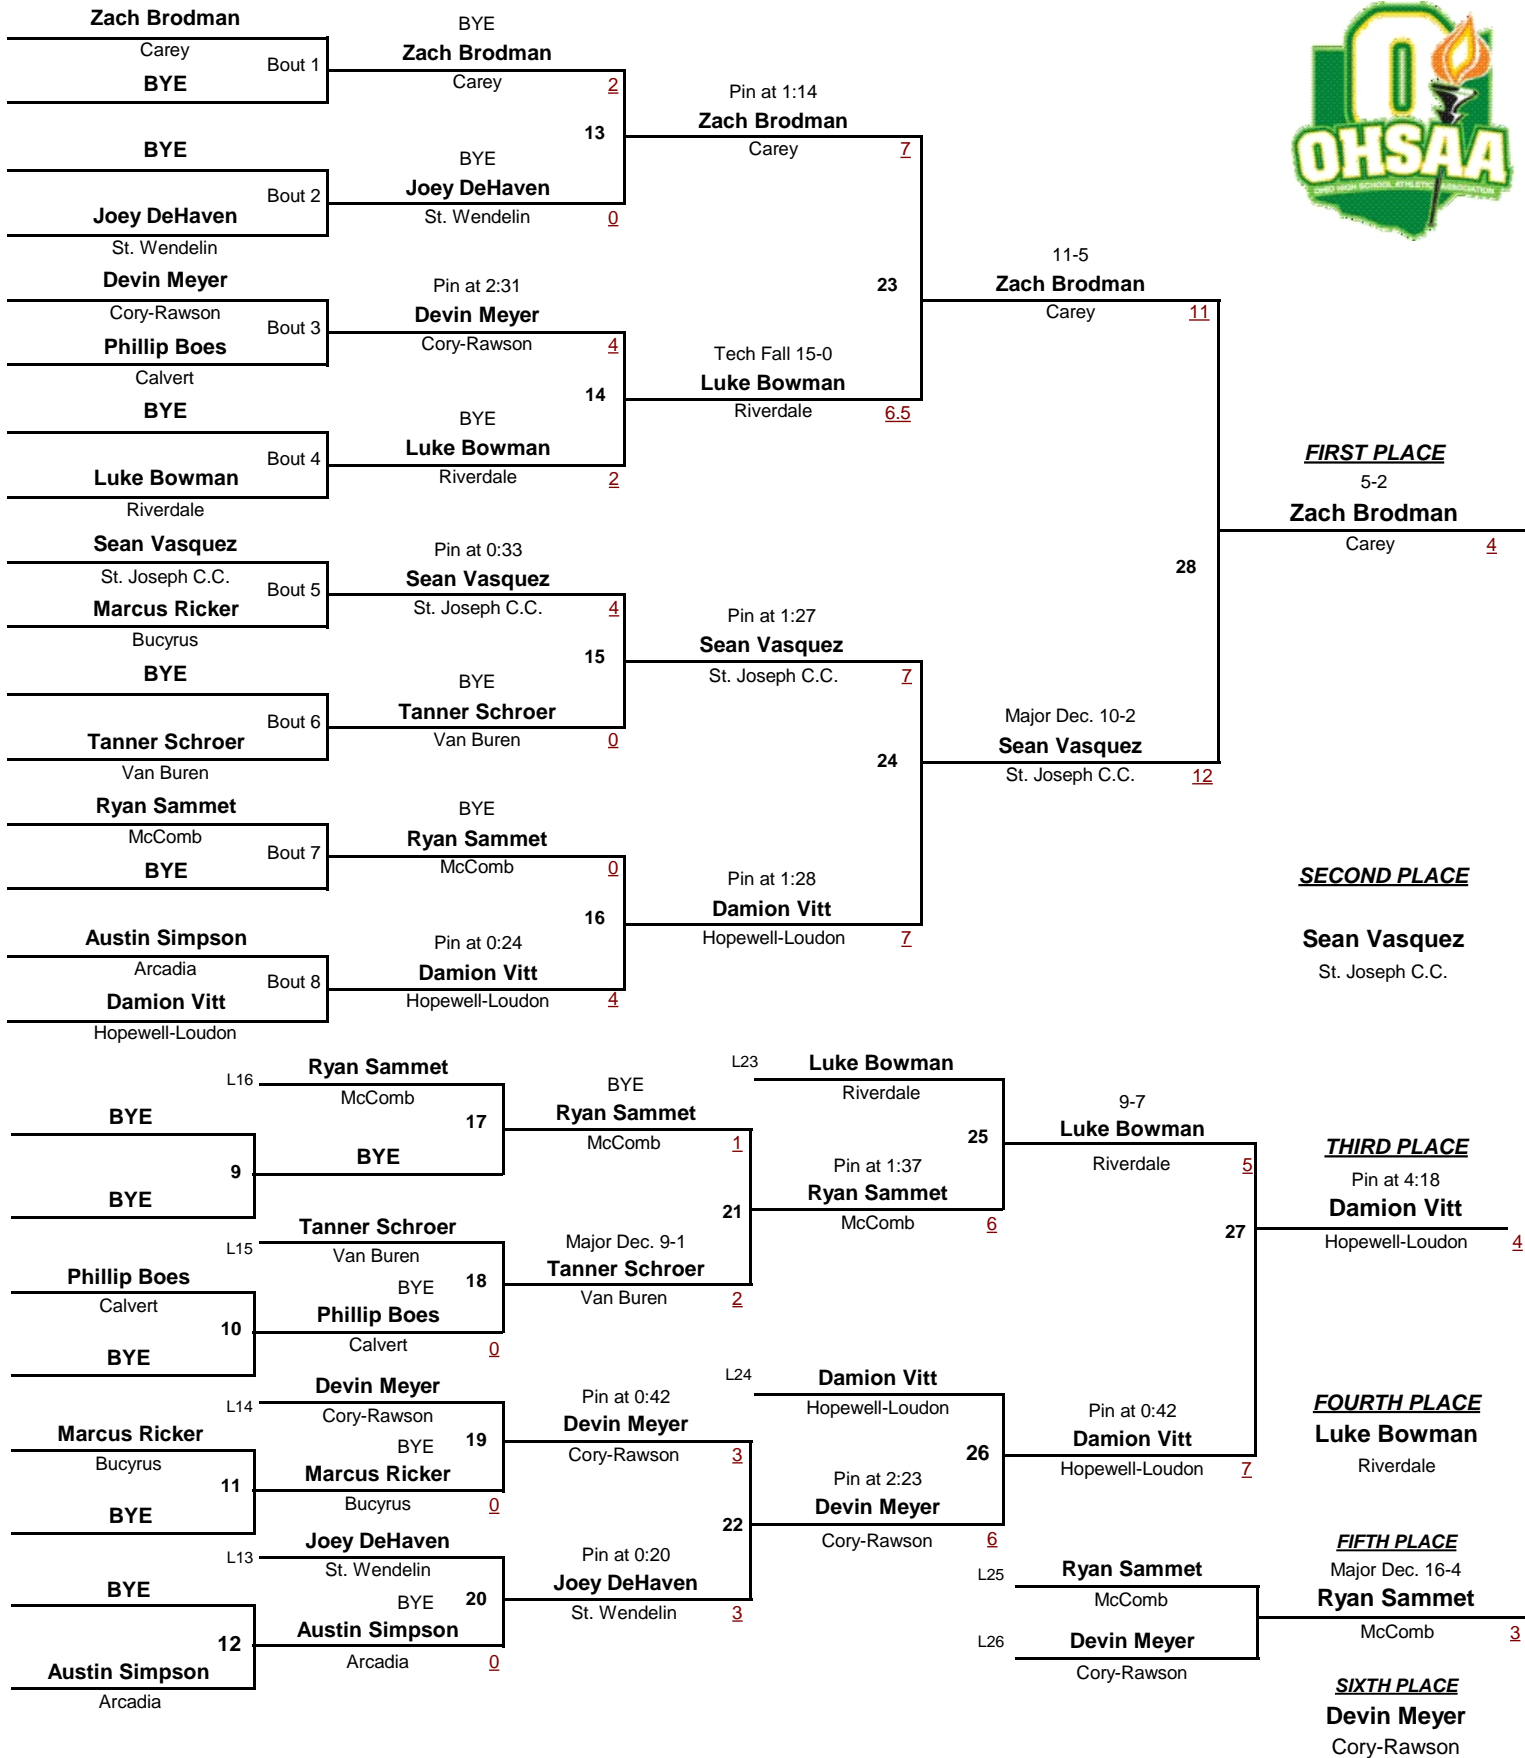 Zach Brodman
Carey
Bout 1
BYE
BYE
Bout 2
Joey DeHaven
St. Wendelin
Devin Meyer
Cory-Rawson
Bout 3
Phillip Boes
Calvert
BYE
Bout 4
Luke Bowman
Riverdale
Sean Vasquez
St. Joseph C.C.
Bout 5
Marcus Ricker
Bucyrus
BYE
Bout 6
Tanner Schroer
Van Buren
Ryan Sammet
McComb
Bout 7
BYE
Austin Simpson
Arcadia
Bout 8
Damion Vitt
Hopewell-Loudon
BYE
Zach Brodman
Carey
2
13
BYE
Joey DeHaven
St. Wendelin
0
Pin at 2:31
Devin Meyer
Cory-Rawson
4
14
BYE
Luke Bowman
Riverdale
2
Pin at 0:33
Sean Vasquez
St. Joseph C.C.
4
15
BYE
Tanner Schroer
Van Buren
0
BYE
Ryan Sammet
McComb
0
16
Pin at 0:24
Damion Vitt
Hopewell-Loudon
4
Pin at 1:14
Zach Brodman
Carey
7
23
Tech Fall 15-0
Luke Bowman
Riverdale
6.5
Pin at 1:27
Sean Vasquez
St. Joseph C.C.
7
24
Pin at 1:28
Damion Vitt
Hopewell-Loudon
7
11-5
Zach Brodman
Carey
11
28
Major Dec. 10-2
Sean Vasquez
St. Joseph C.C.
12
OHSAA
OHIO HIGH SCHOOL ATHLETIC ASSOCIATION
FIRST PLACE
5-2
Zach Brodman
Carey
4
SECOND PLACE
Sean Vasquez
St. Joseph C.C.
BYE
9
BYE
Phillip Boes
Calvert
10
BYE
Marcus Ricker
Bucyrus
11
BYE
BYE
12
Austin Simpson
Arcadia
L16
Ryan Sammet
McComb
17
BYE
L15
Tanner Schroer
Van Buren
BYE
18
Phillip Boes
Calvert
0
L14
Devin Meyer
Cory-Rawson
BYE
19
Marcus Ricker
Bucyrus
0
L13
Joey DeHaven
St. Wendelin
BYE
20
Austin Simpson
Arcadia
0
BYE
Ryan Sammet
McComb
1
21
Major Dec. 9-1
Tanner Schroer
Van Buren
2
Pin at 0:42
Devin Meyer
Cory-Rawson
3
22
Pin at 0:20
Joey DeHaven
St. Wendelin
3
L23
Luke Bowman
Riverdale
25
Pin at 1:37
Ryan Sammet
McComb
6
L24
Damion Vitt
Hopewell-Loudon
26
Pin at 2:23
Devin Meyer
Cory-Rawson
6
9-7
Luke Bowman
Riverdale
5
27
Pin at 0:42
Damion Vitt
Hopewell-Loudon
7
THIRD PLACE
Pin at 4:18
Damion Vitt
Hopewell-Loudon
4
FOURTH PLACE
Luke Bowman
Riverdale
L25
Ryan Sammet
McComb
L26
Devin Meyer
Cory-Rawson
FIFTH PLACE
Major Dec. 16-4
Ryan Sammet
McComb
3
SIXTH PLACE
Devin Meyer
Cory-Rawson